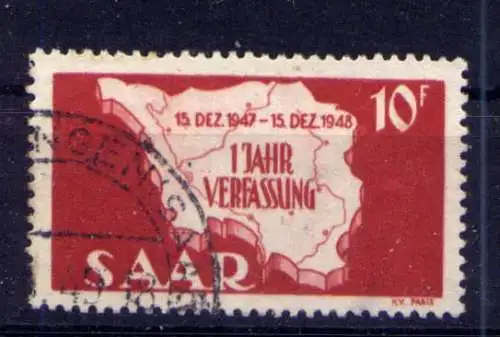 10F
15. DEZ. 1947 – 15. DEZ. 1948
1 JAHR
VERFASSUNG
SAAR
H.V. PARIS